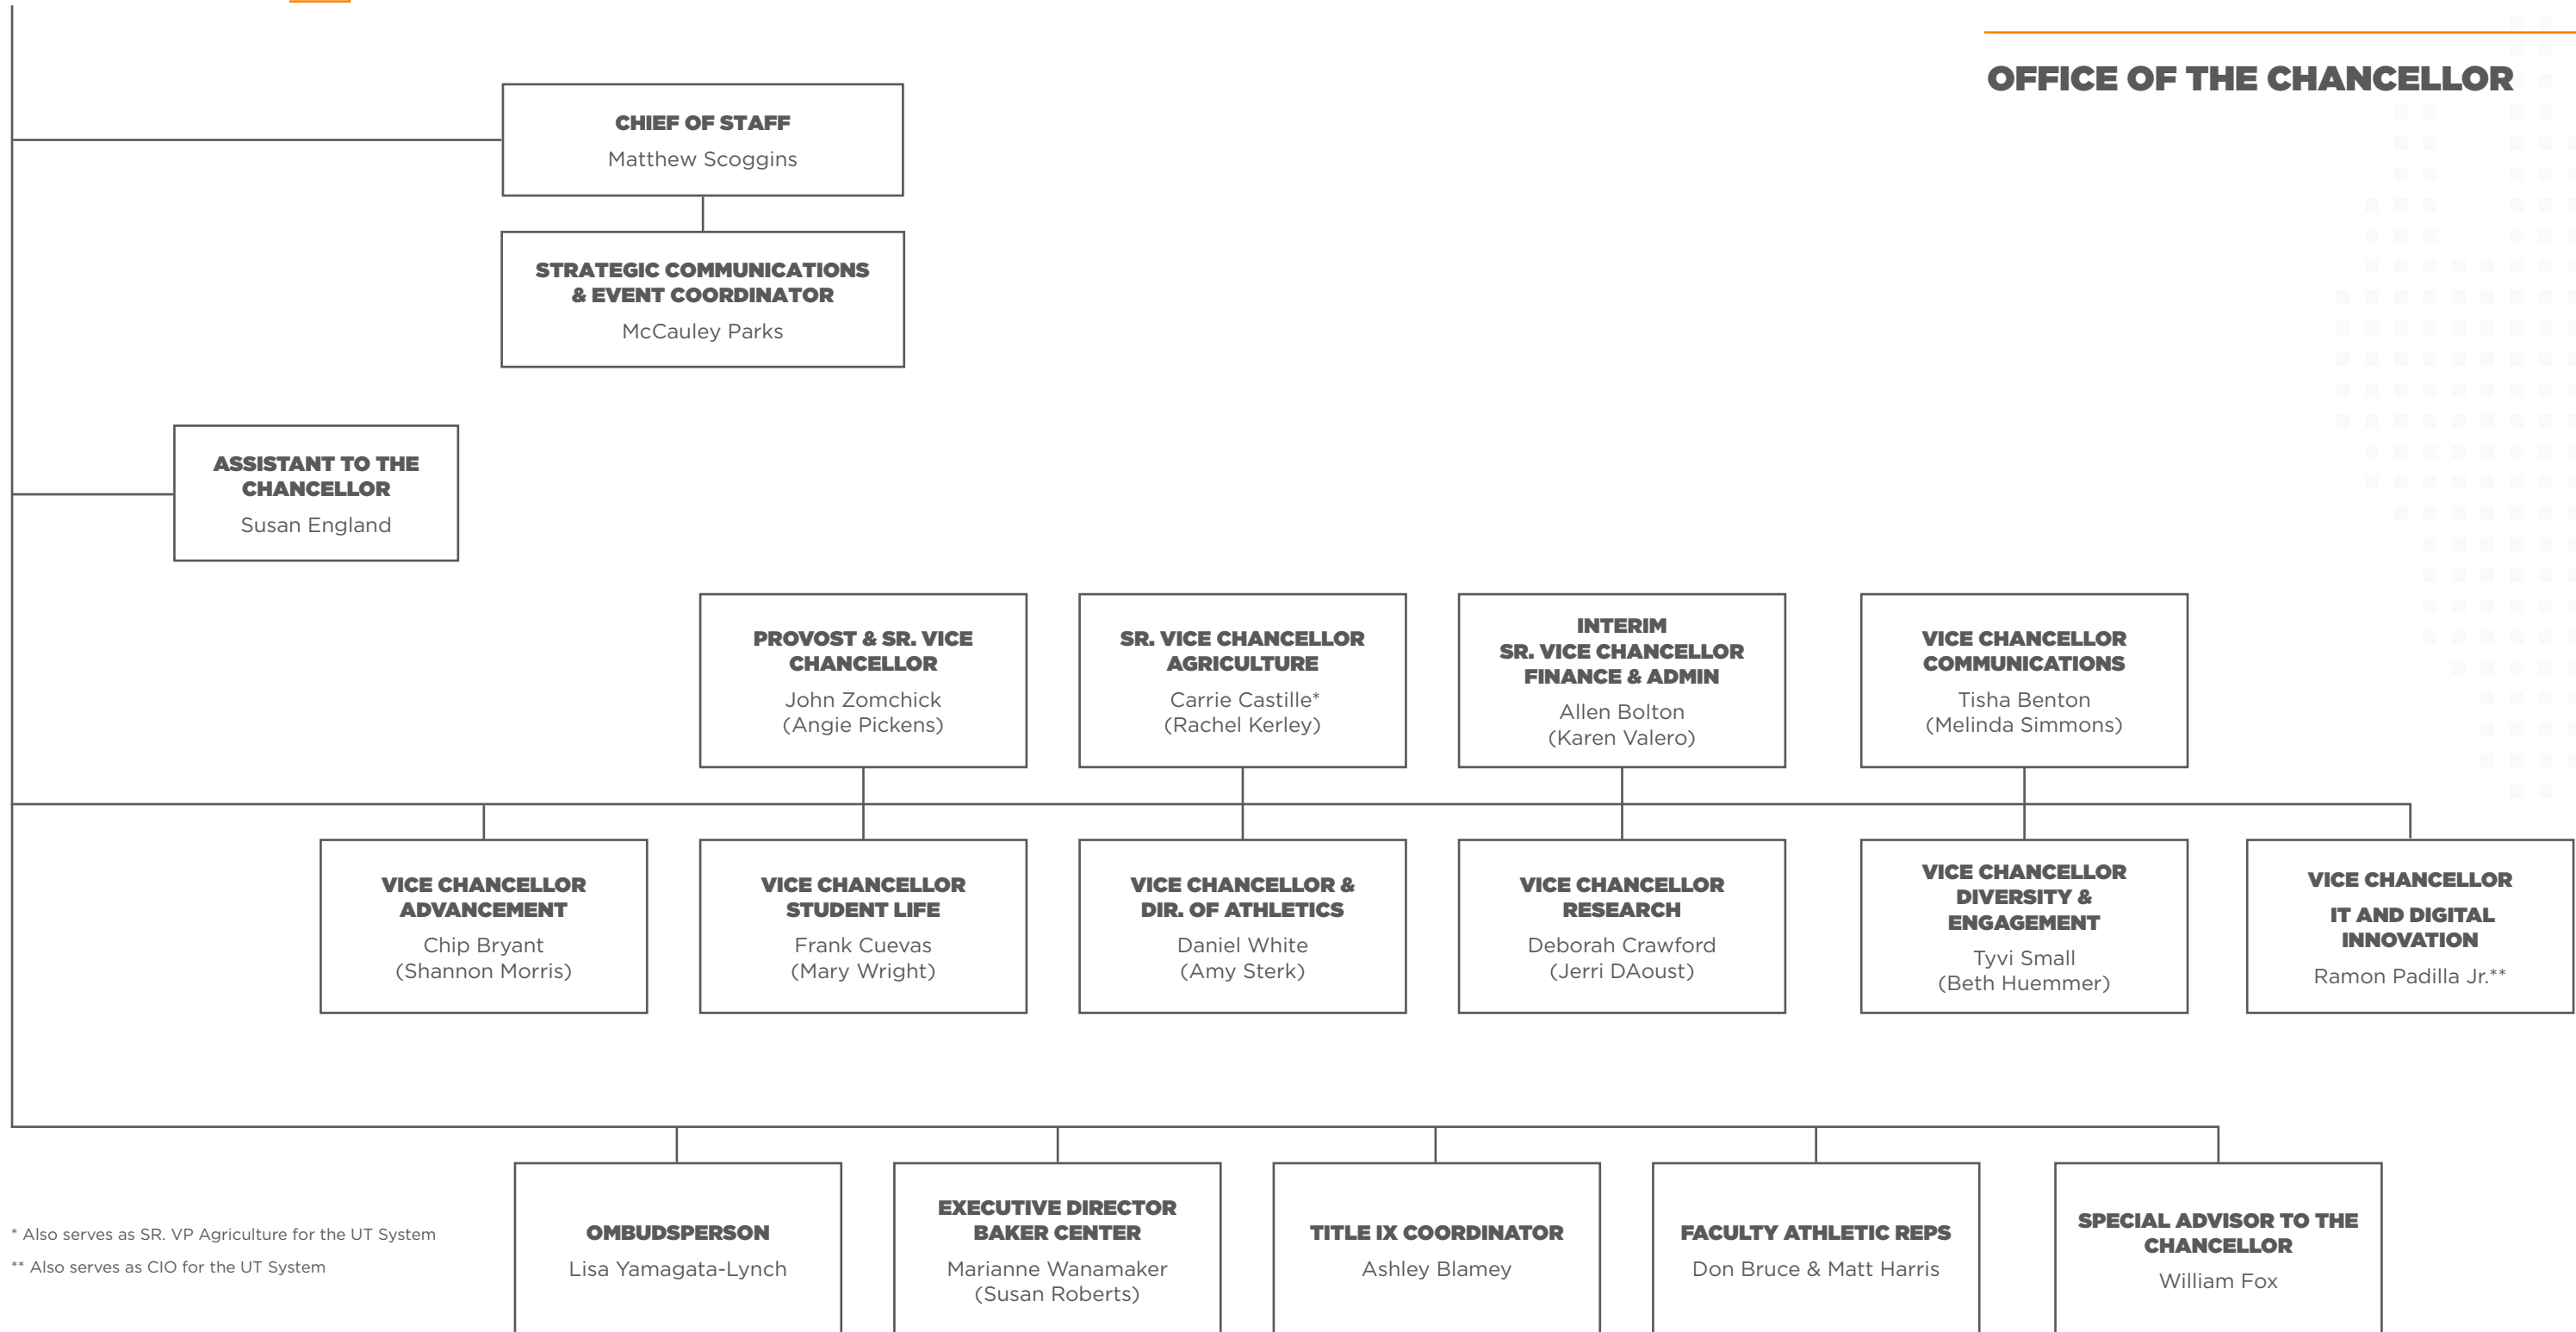 OFFICE OF THE CHANCELLOR
CHIEF OF STAFF
Matthew Scoggins
STRATEGIC COMMUNICATIONS
& EVENT COORDINATOR
McCauley Parks
ASSISTANT TO THE
CHANCELLOR
Susan England
PROVOST & SR. VICE
CHANCELLOR
John Zomchick
(Angie Pickens)
SR. VICE CHANCELLOR
AGRICULTURE
Carrie Castille*
(Rachel Kerley)
INTERIM
SR. VICE CHANCELLOR
FINANCE & ADMIN
Allen Bolton
(Karen Valero)
VICE CHANCELLOR
COMMUNICATIONS
Tisha Benton
(Melinda Simmons)
VICE CHANCELLOR
ADVANCEMENT
Chip Bryant
(Shannon Morris)
VICE CHANCELLOR
STUDENT LIFE
Frank Cuevas
(Mary Wright)
VICE CHANCELLOR &
DIR. OF ATHLETICS
Daniel White
(Amy Sterk)
VICE CHANCELLOR
RESEARCH
Deborah Crawford
(Jerri DAoust)
VICE CHANCELLOR
DIVERSITY &
ENGAGEMENT
Tyvi Small
(Beth Huemmer)
VICE CHANCELLOR
IT AND DIGITAL
INNOVATION
Ramon Padilla Jr.**
OMBUDSPERSON
Lisa Yamagata-Lynch
EXECUTIVE DIRECTOR
BAKER CENTER
Marianne Wanamaker
(Susan Roberts)
TITLE IX COORDINATOR
Ashley Blamey
FACULTY ATHLETIC REPS
Don Bruce & Matt Harris
SPECIAL ADVISOR TO THE
CHANCELLOR
William Fox
* Also serves as SR. VP Agriculture for the UT System
** Also serves as CIO for the UT System